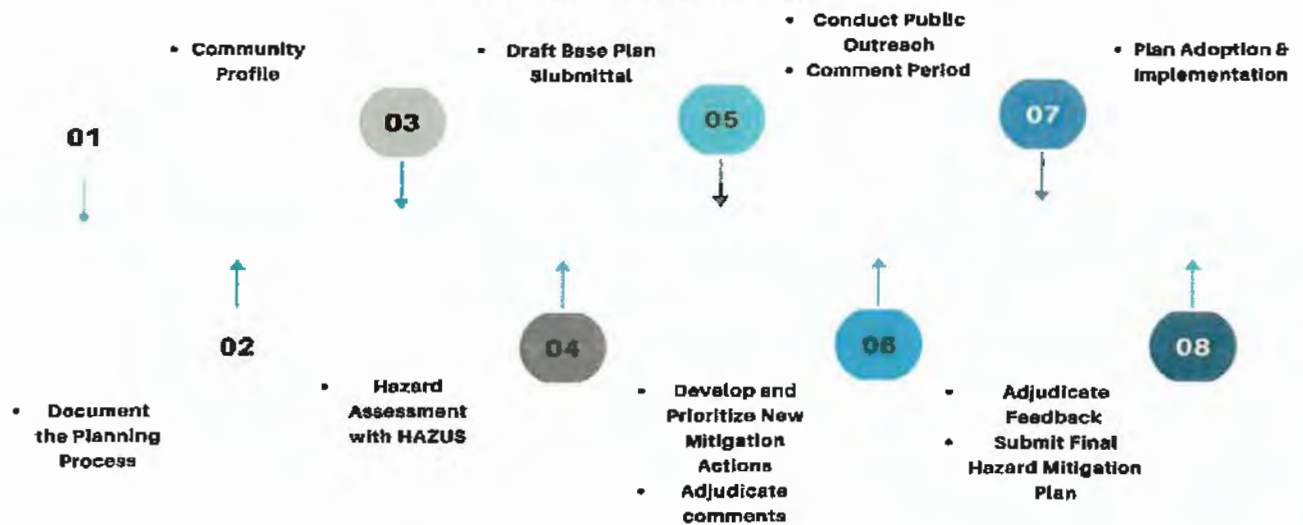 01
• Document
the Planning
Process
• Community
Profile
02
03
• Hazard
Assessment
with HAZUS
• Draft Base Plan
Slubmittal
04
05
• Develop and
Prioritize New
Mitigation
Actions
• Adjudicate
comments
• Conduct Public
Outreach
• Comment Period
06
07
• Adjudicate
Feedback
• Submit Final
Hazard Mitigation
Plan
• Plan Adoption &
Implementation
08